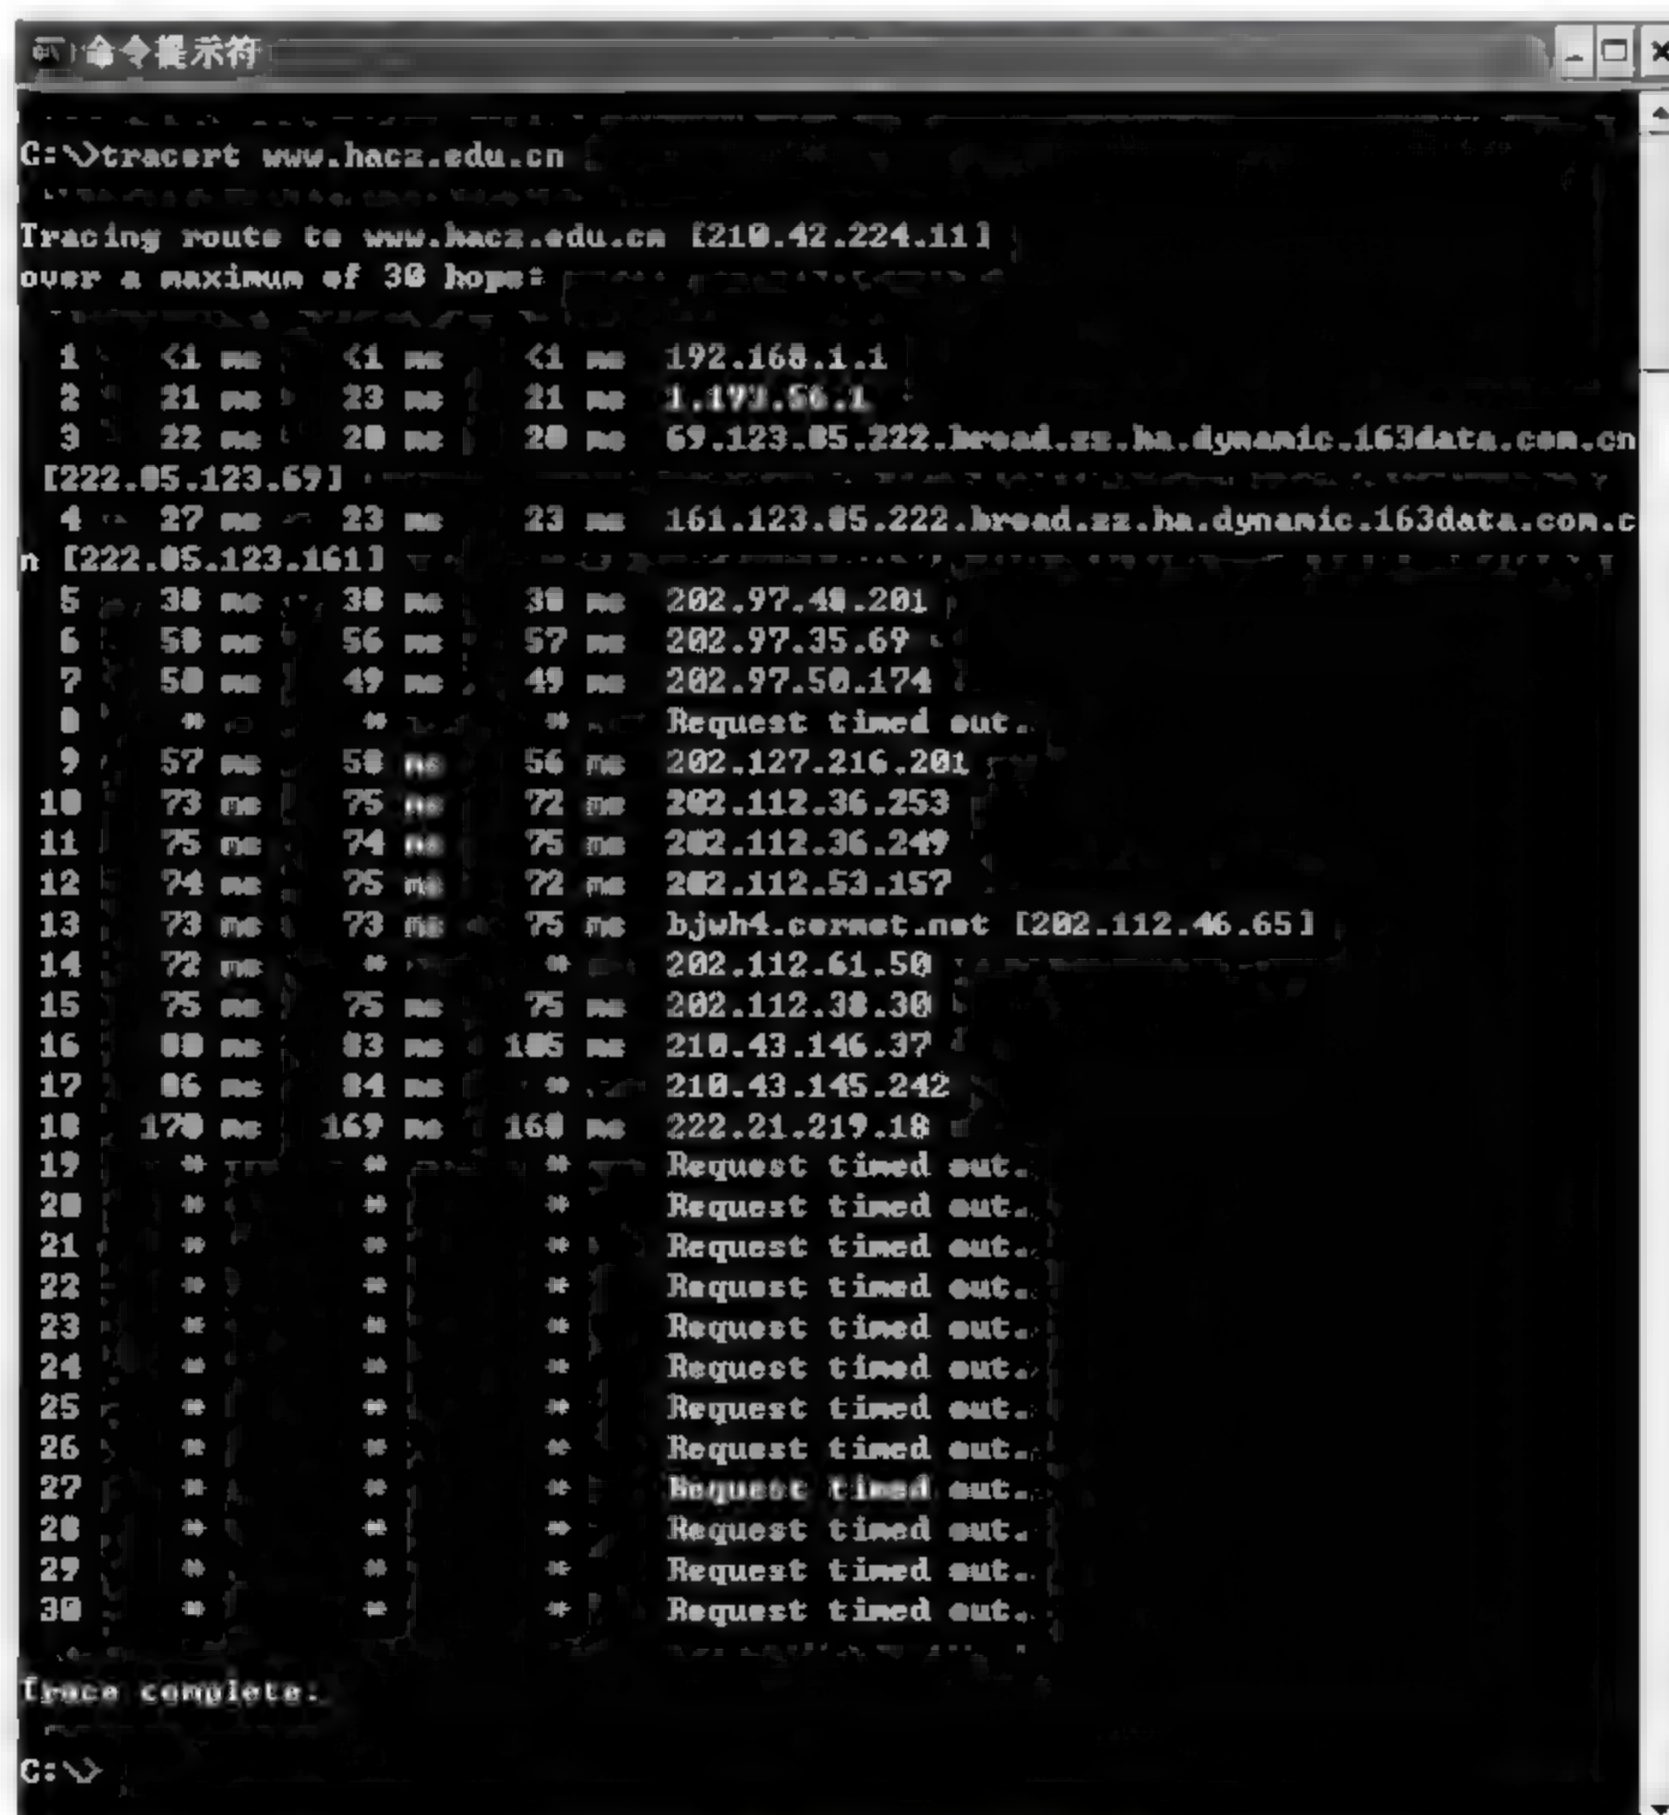 命令提示符
C:\>tracert www.hacz.edu.cn
Tracing route to www.hacz.edu.cn [210.42.224.11]
over a maximum of 30 hops:
1 <1 ms <1 ms <1 ms 192.168.1.1
2 21 ms 23 ms 21 ms
3 22 ms 20 ms 20 ms 69.123.85.222.broad.zz.ha.dynamic.163data.com.cn
[222.85.123.69]
4 27 ms 23 ms 23 ms 161.123.85.222.broad.zz.ha.dynamic.163data.com.c
n [222.85.123.161]
5 38 ms 38 ms 38 ms 202.97.48.201
6 58 ms 56 ms 57 ms 202.97.35.69
7 50 ms 49 ms 49 ms 202.97.50.174
8 * * * Request timed out.
9 57 ms 58 ms 56 ms 202.127.216.201
10 73 ms 75 ms 72 ms 202.112.36.253
11 75 ms 74 ms 75 ms 202.112.36.249
12 74 ms 75 ms 72 ms 202.112.53.157
13 73 ms 73 ms 75 ms bjwh4.cernet.net [202.112.46.65]
14 72 ms * * 202.112.61.50
15 75 ms 75 ms 75 ms 202.112.38.30
16 ms 83 ms 105 ms 210.43.146.37
17 86 ms 84 ms * 210.43.145.242
18 170 ms 169 ms 168 ms 222.21.219.18
19 * * * Request timed out.
20 * * * Request timed out.
21 * * * Request timed out.
22 * * * Request timed out.
23 * * * Request timed out.
24 * * * Request timed out.
25 * * * Request timed out.
26 * * * Request timed out.
27 * * * Request timed out.
28 * * * Request timed out.
29 * * * Request timed out.
30 * * * Request timed out.
Trace complete.
C:\>